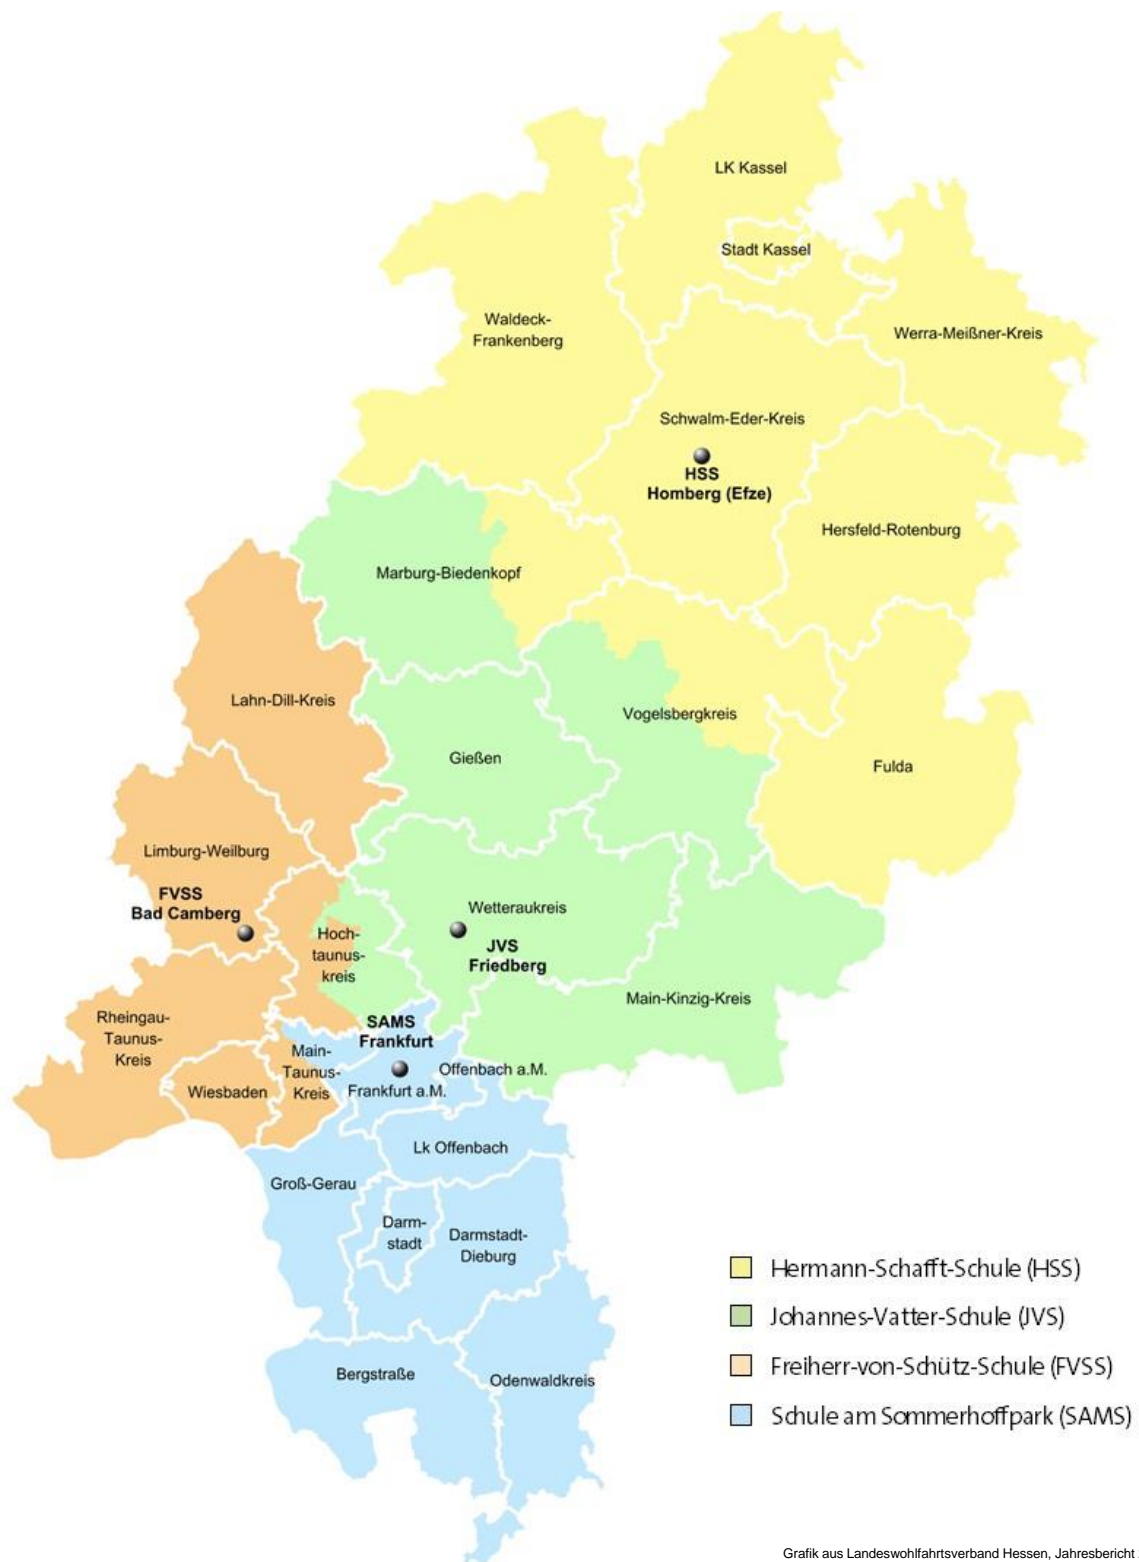 LK Kassel
Stadt Kassel
Waldeck-
Frankenberg
Werra-Meißner-Kreis
Schwalm-Eder-Kreis
HSS
Homberg (Efze)
Hersfeld-Rotenburg
Marburg-Biedenkopf
Lahn-Dill-Kreis
Vogelsbergkreis
Gießen
Fulda
Limburg-Weilburg
FVSS
Bad Camberg
Wetteraukreis
JVS
Friedberg
Hoch-
taunus-
kreis
Main-Kinzig-Kreis
Rheingau-
Taunus-
Kreis
SAMS
Frankfurt
Main-
Taunus-
Kreis
Offenbach a.M.
Wiesbaden
Frankfurt a.M.
Lk Offenbach
Groß-Gerau
Darm-
stadt
Darmstadt-
Dieburg
Bergstraße
Odenwaldkreis
Hermann-Schafft-Schule (HSS)
Johannes-Vatter-Schule (JVS)
Freiherr-von-Schütz-Schule (FVSS)
Schule am Sommerhoffpark (SAMS)
Grafik aus Landeswohlfahrtsverband Hessen, Jahresbericht